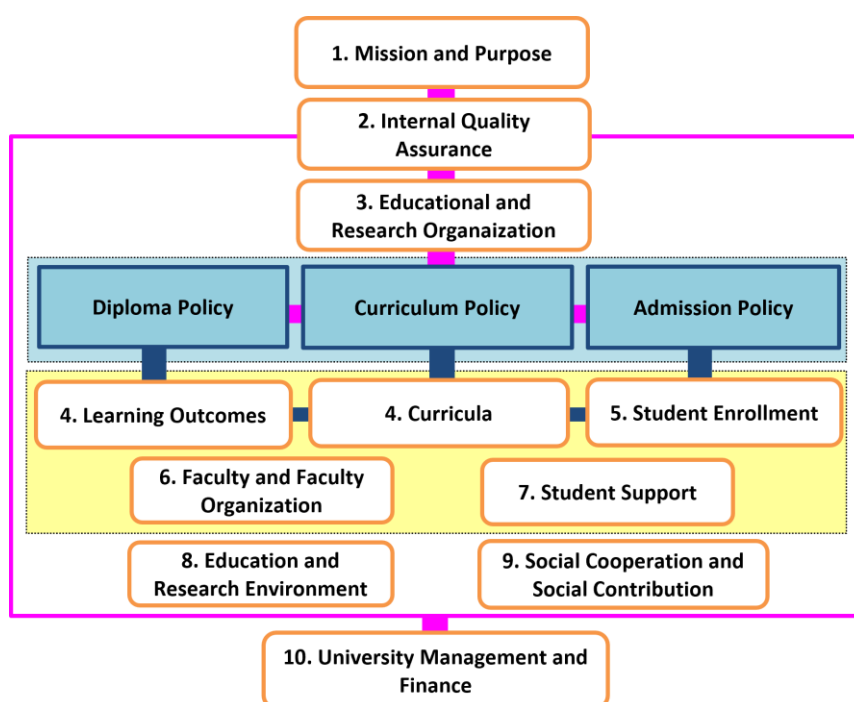 1. Mission and Purpose
2. Internal Quality
Assurance
3. Educational and
Research Organaization
Diploma Policy
Curriculum Policy
Admission Policy
4. Learning Outcomes
4. Curricula
5. Student Enrollment
6. Faculty and Faculty
Organization
7. Student Support
8. Education and
Research Environment
9. Social Cooperation and
Social Contribution
10. University Management and
Finance